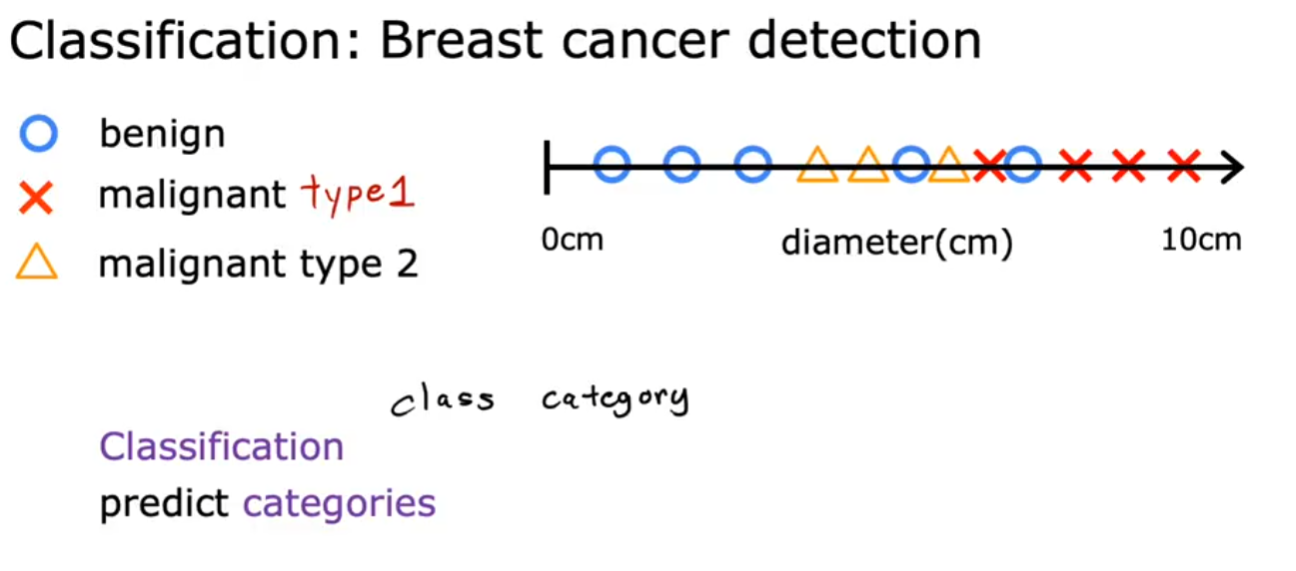 Classification: Breast cancer detection
benign
malignant type1
malignant type 2
0cm diameter(cm) 10cm
class category
Classification
predict categories